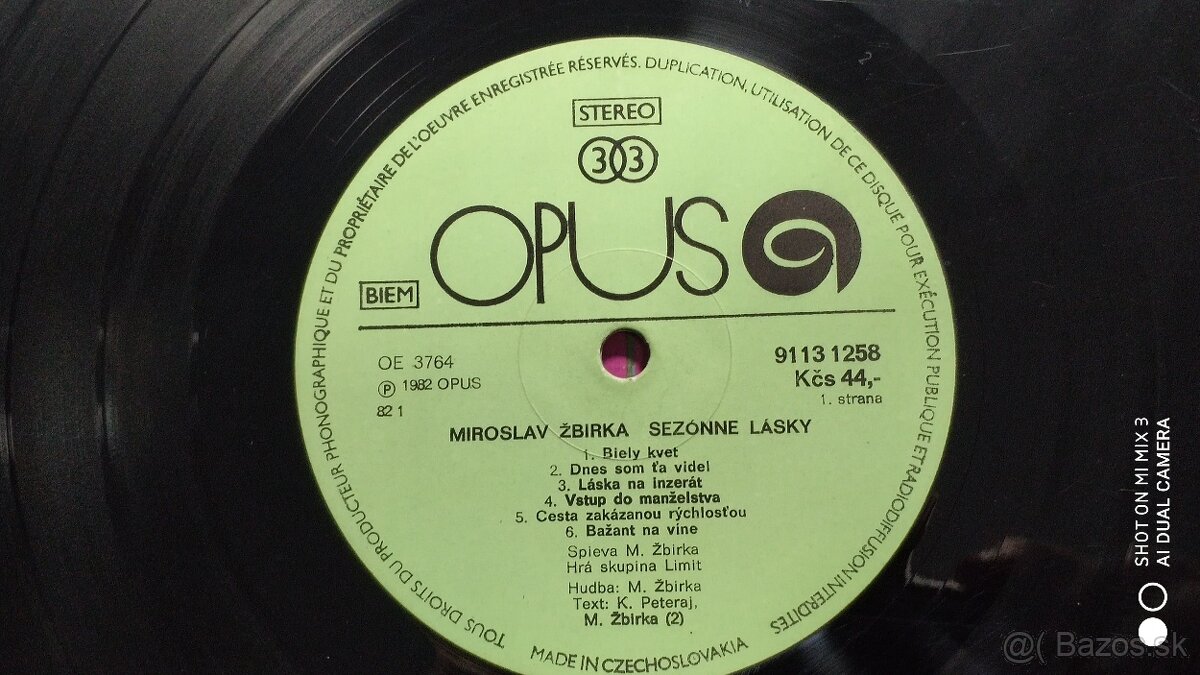 TOUS DROITS DU PRODUCTEUR PHONOGRAPHIQUE ET DU PROPRIÉTAIRE DE L'OEUVRE ENREGISTRÉE RÉSERVÉS. DUPLICATION, UTILISATION DE CE DISQUE POUR EXÉCUTION PUBLIQUE ET RADIODIFFUSION INTERDITES
STEREO
33
OPUS
BIEM
OE 3764
℗ 1982 OPUS
82 1
9113 1258
Kčs 44,-
1. strana
MIROSLAV ŽBIRKA SEZÓNNE LÁSKY
1. Biely kvet
2. Dnes som ťa videl
3. Láska na inzerát
4. Vstup do manželstva
5. Cesta zakázanou rýchlosťou
6. Bažant na víne
Spieva M. Žbirka
Hrá skupina Limit
Hudba: M. Žbirka
Text: K. Peteraj,
M. Žbirka (2)
MADE IN CZECHOSLOVAKIA
SHOT ON MI MIX 3
AI DUAL CAMERA
@( Bazos.sk